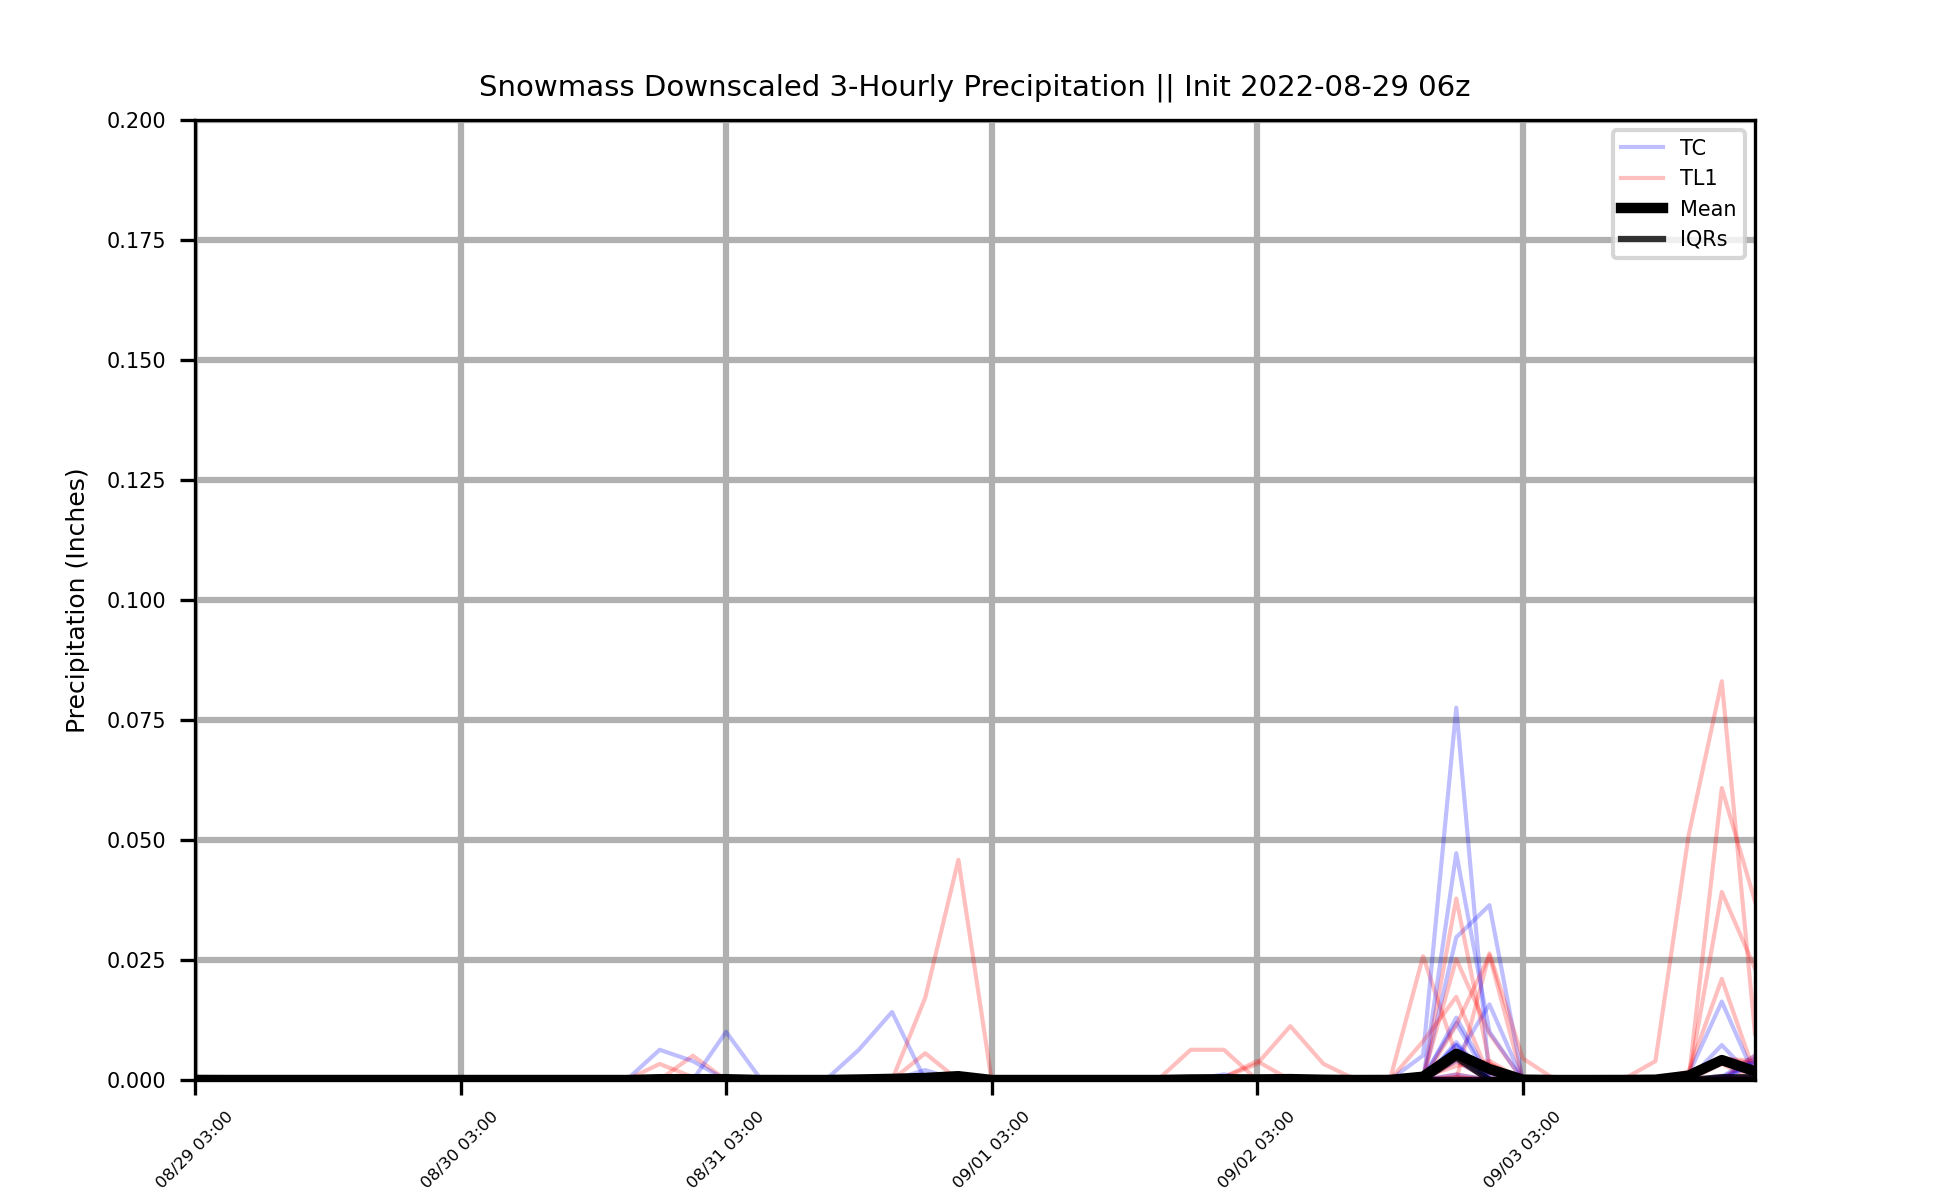 Snowmass Downscaled 3-Hourly Precipitation || Init 2022-08-29 06z
0.200
0.175
0.150
0.125
0.100
0.075
0.050
0.025
0.000
Precipitation (Inches)
TC
TL1
Mean
IQRs
08/29 03:00
08/30 03:00
08/31 03:00
09/01 03:00
09/02 03:00
09/03 03:00